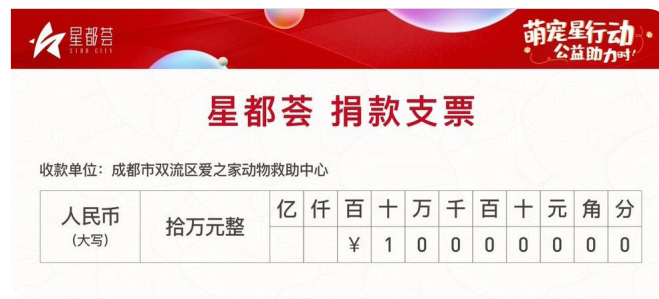 星都荟
STAR CITY
萌宠星行动
公益助力时!
星都荟 捐款支票
收款单位：成都市双流区爱之家动物救助中心
人民币 拾万元整 亿 仟 百 十 万 千 百 十 元 角 分
(大写) ¥ 1 0 0 0 0 0 0 0